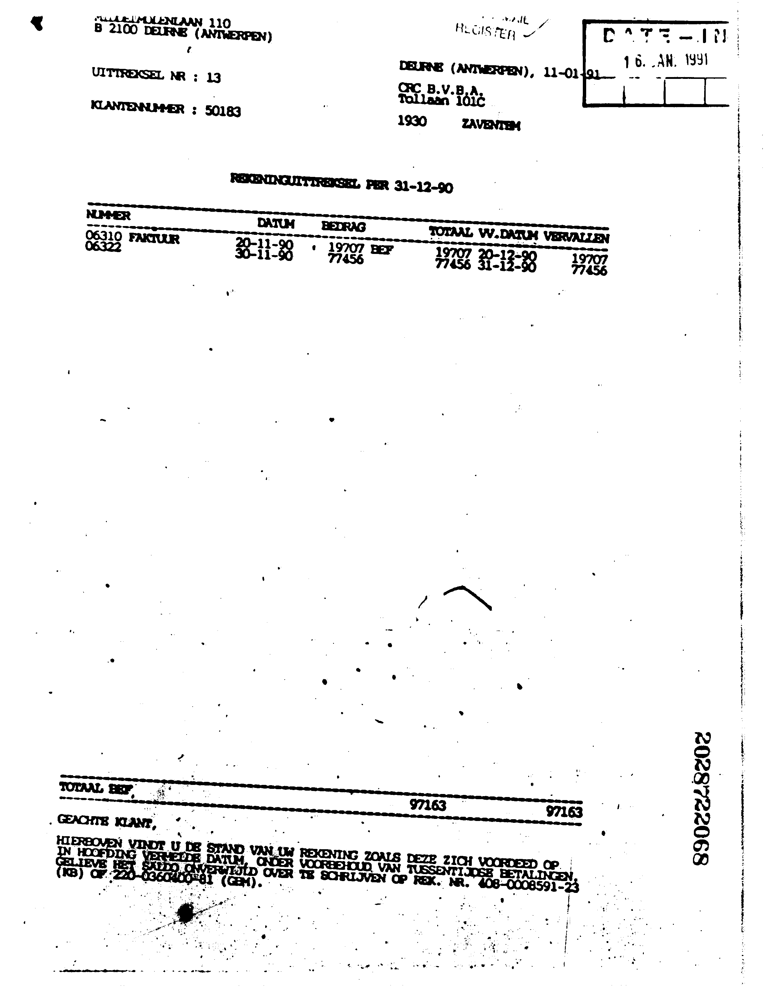 MIDDELMOLENLAAN 110
B 2100 DEURNE (ANTWERPEN)
REGISTER
DATE-IN
16. JAN. 1991
UITTREKSEL NR : 13
DEURNE (ANTWERPEN), 11-01-91
CRC B.V.B.A.
Tollaan 101C
KLANTENNUMMER : 50183
1930 ZAVENTEM
REKENINGUITTREKSEL PER 31-12-90
NUMMER DATUM BEDRAG TOTAAL VV.DATUM VERVALLEN
06310 FAKTUUR 20-11-90 19707 BEF 19707 20-12-90 19707
06322 30-11-90 77456 77456 31-12-90 77456
TOTAAL BEF 97163 97163
GEACHTE KLANT,
HIERBOVEN VINDT U DE STAND VAN UW REKENING ZOALS DEZE ZICH VOORDEED OP
IN HOOFDING VERMELDE DATUM, ONDER VOORBEHOUD VAN TUSSENTIJDSE BETALINGEN.
GELIEVE HET SALDO ONVERWIJLD OVER TE SCHRIJVEN OP REK. NR. 408-0008591-23
(KB) OF 220-0360400-81 (GBM).
2028722068